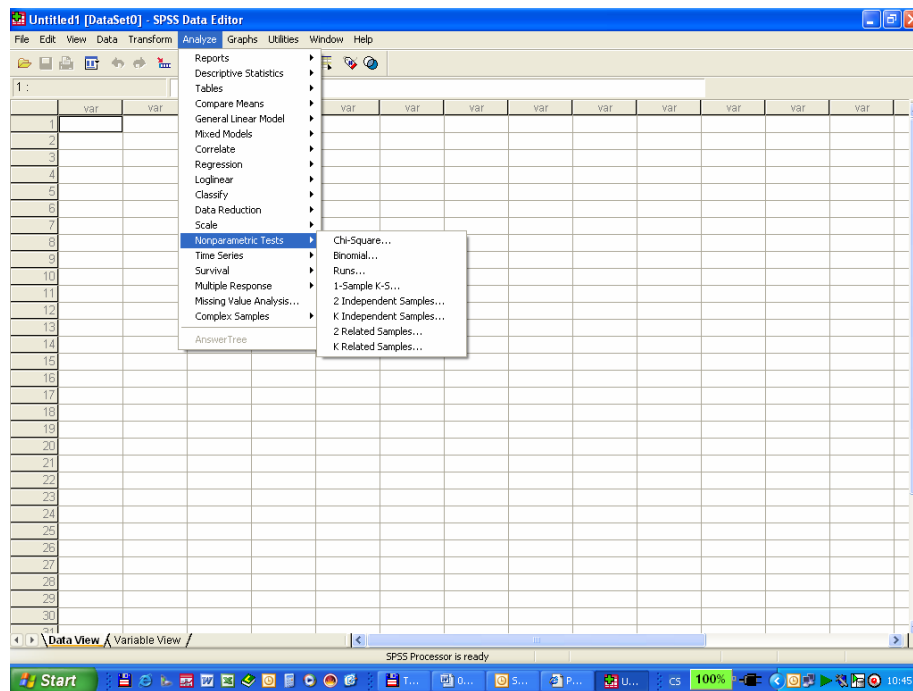 Untitled1 [DataSet0] - SPSS Data Editor
File Edit View Data Transform Analyze Graphs Utilities Window Help
1 :
var var var var var var var var var var
Reports
Descriptive Statistics
Tables
Compare Means
General Linear Model
Mixed Models
Correlate
Regression
Loglinear
Classify
Data Reduction
Scale
Nonparametric Tests
Time Series
Survival
Multiple Response
Missing Value Analysis...
Complex Samples
AnswerTree
Chi-Square...
Binomial...
Runs...
1-Sample K-S...
2 Independent Samples...
K Independent Samples...
2 Related Samples...
K Related Samples...
1
2
3
4
5
6
7
8
9
10
11
12
13
14
15
16
17
18
19
20
21
22
23
24
25
26
27
28
29
30
31
Data View Variable View
SPSS Processor is ready
Start T... 0... S... P... U... CS 100% 10:45